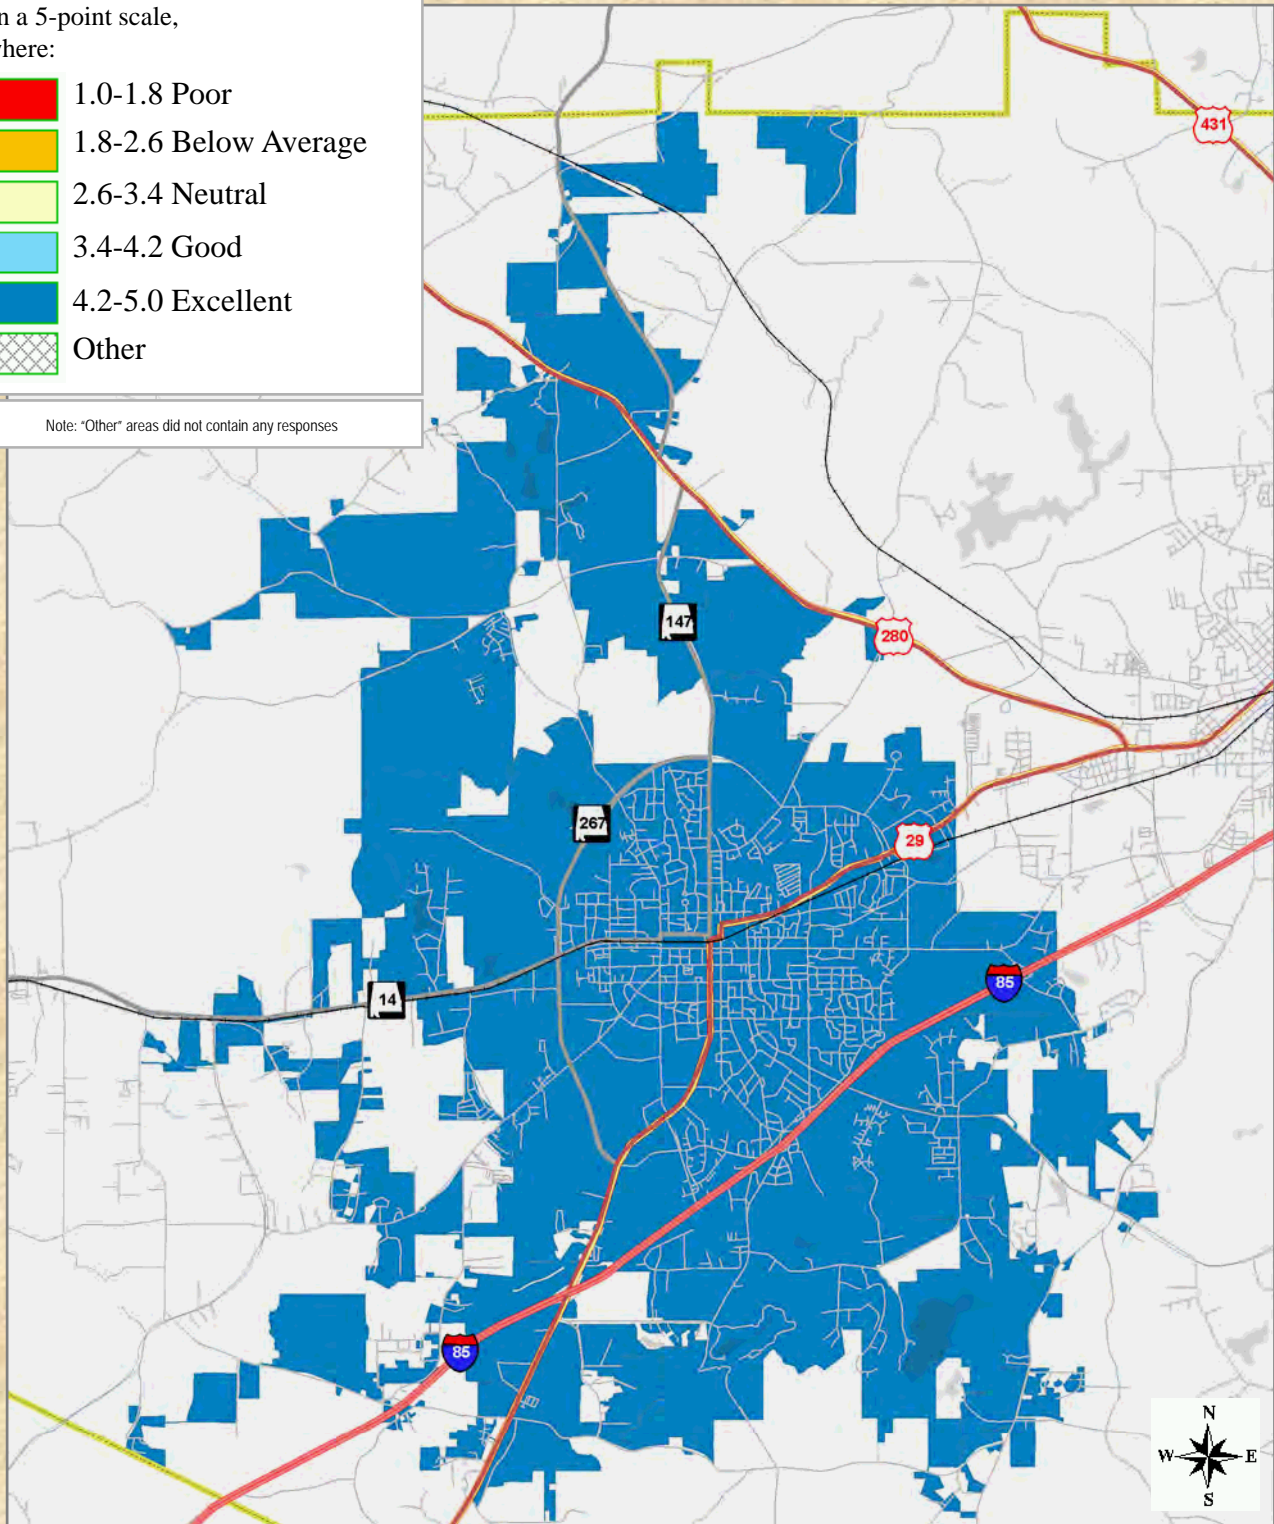 n a 5-point scale,
here:
1.0-1.8 Poor
1.8-2.6 Below Average
2.6-3.4 Neutral
3.4-4.2 Good
4.2-5.0 Excellent
Other
Note: "Other" areas did not contain any responses
431
147
280
267
29
85
14
85
N
W E
S